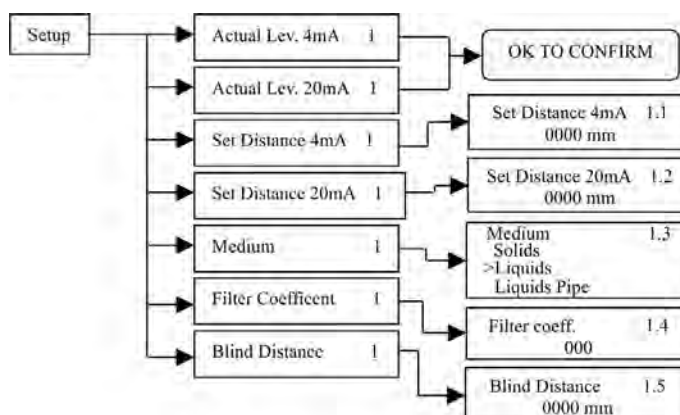 Setup
Actual Lev. 4mA 1
OK TO CONFIRM
Actual Lev. 20mA 1
Set Distance 4mA 1
Set Distance 4mA 1.1
0000 mm
Set Distance 20mA 1
Set Distance 20mA 1.2
0000 mm
Medium 1
Medium 1.3
Solids
>Liquids
Liquids Pipe
Filter Coefficent 1
Filter coeff. 1.4
000
Blind Distance 1
Blind Distance 1.5
0000 mm